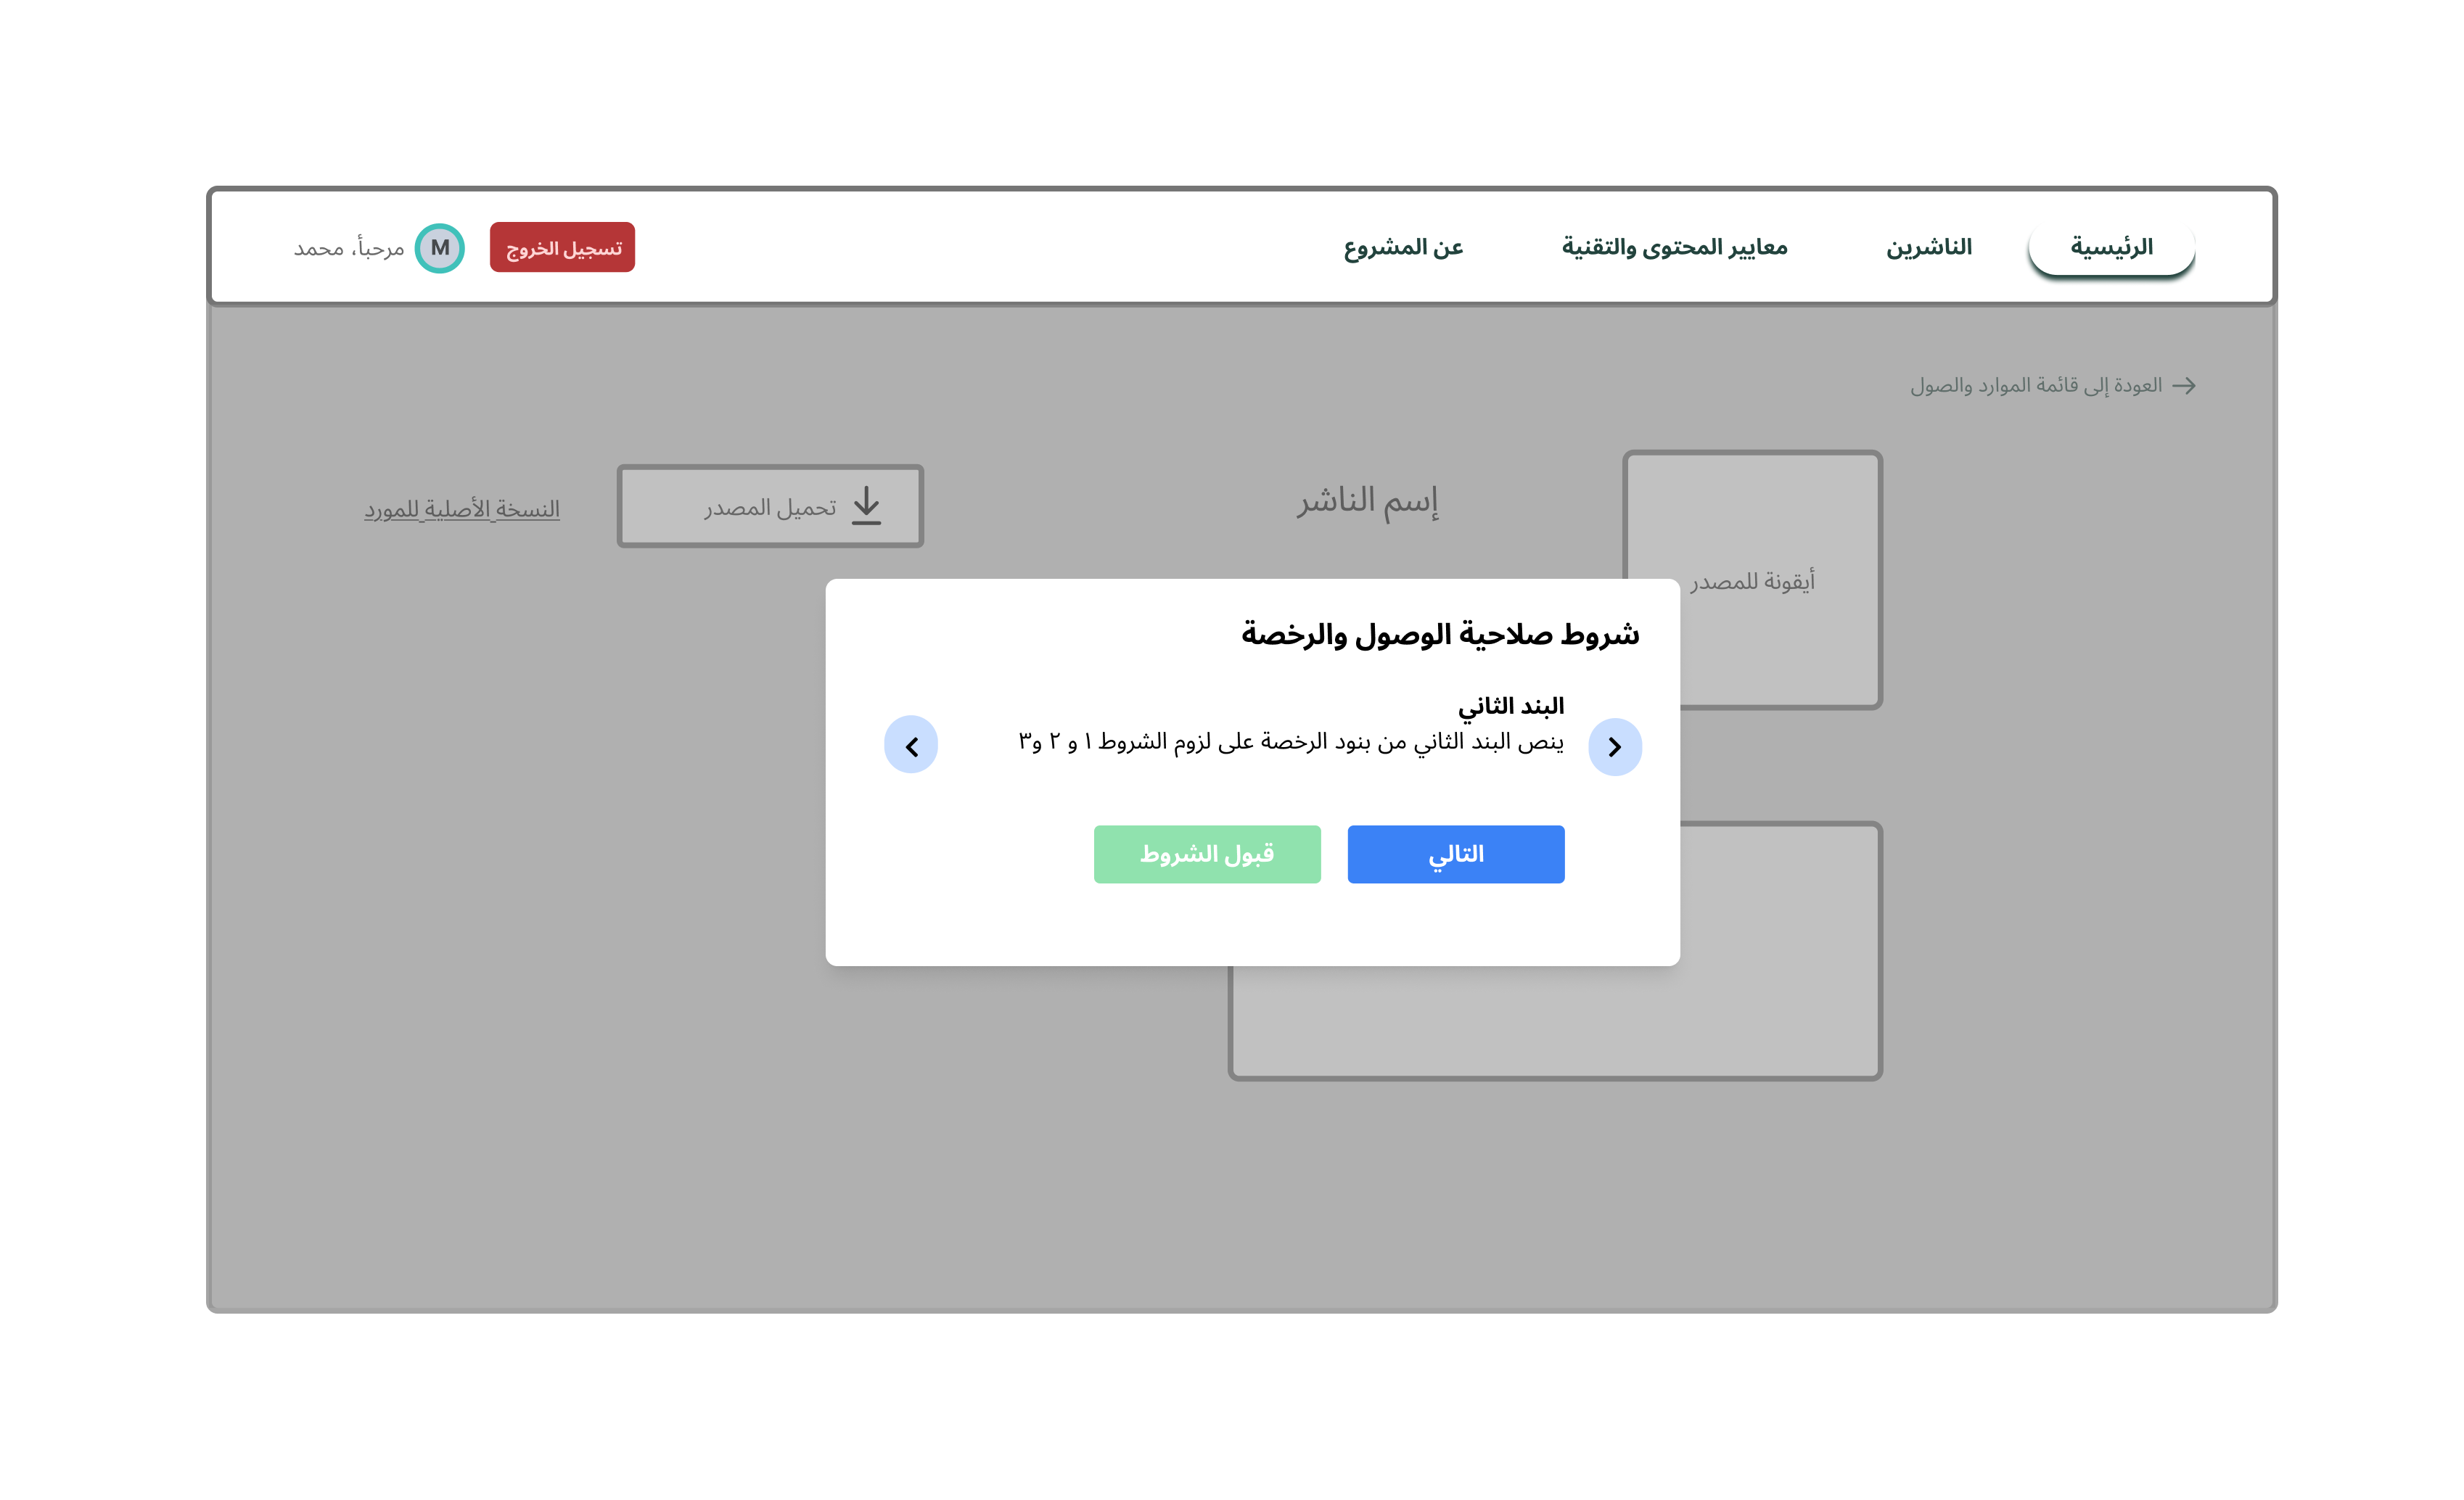 الرئيسية
الناشرين
معايير المحتوى والتقنية
عن المشروع
تسجيل الخروج
M
مرحبأ، محمد
العودة إلى قائمة الموارد والصول
إسم الناشر
تحميل المصدر
النسخة الأصلية للمورد
أيقونة للمصدر
شروط صلاحية الوصول والرخصة
البند الثاني
ينص البند الثاني من بنود الرخصة على لزوم الشروط ١ و ٢ و٣
التالي
قبول الشروط